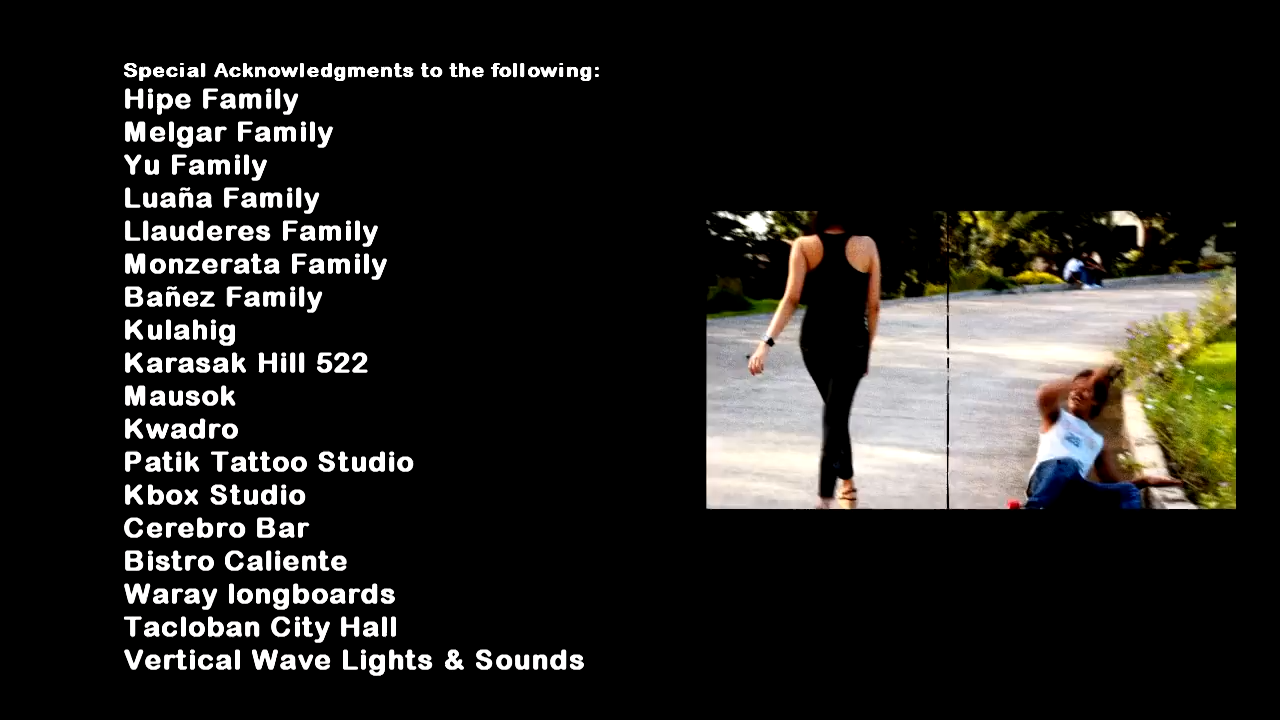 Special Acknowledgments to the following:
Hipe Family
Melgar Family
Yu Family
Luaña Family
Llauderes Family
Monzerata Family
Bañez Family
Kulahig
Karasak Hill 522
Mausok
Kwadro
Patik Tattoo Studio
Kbox Studio
Cerebro Bar
Bistro Caliente
Waray longboards
Tacloban City Hall
Vertical Wave Lights & Sounds